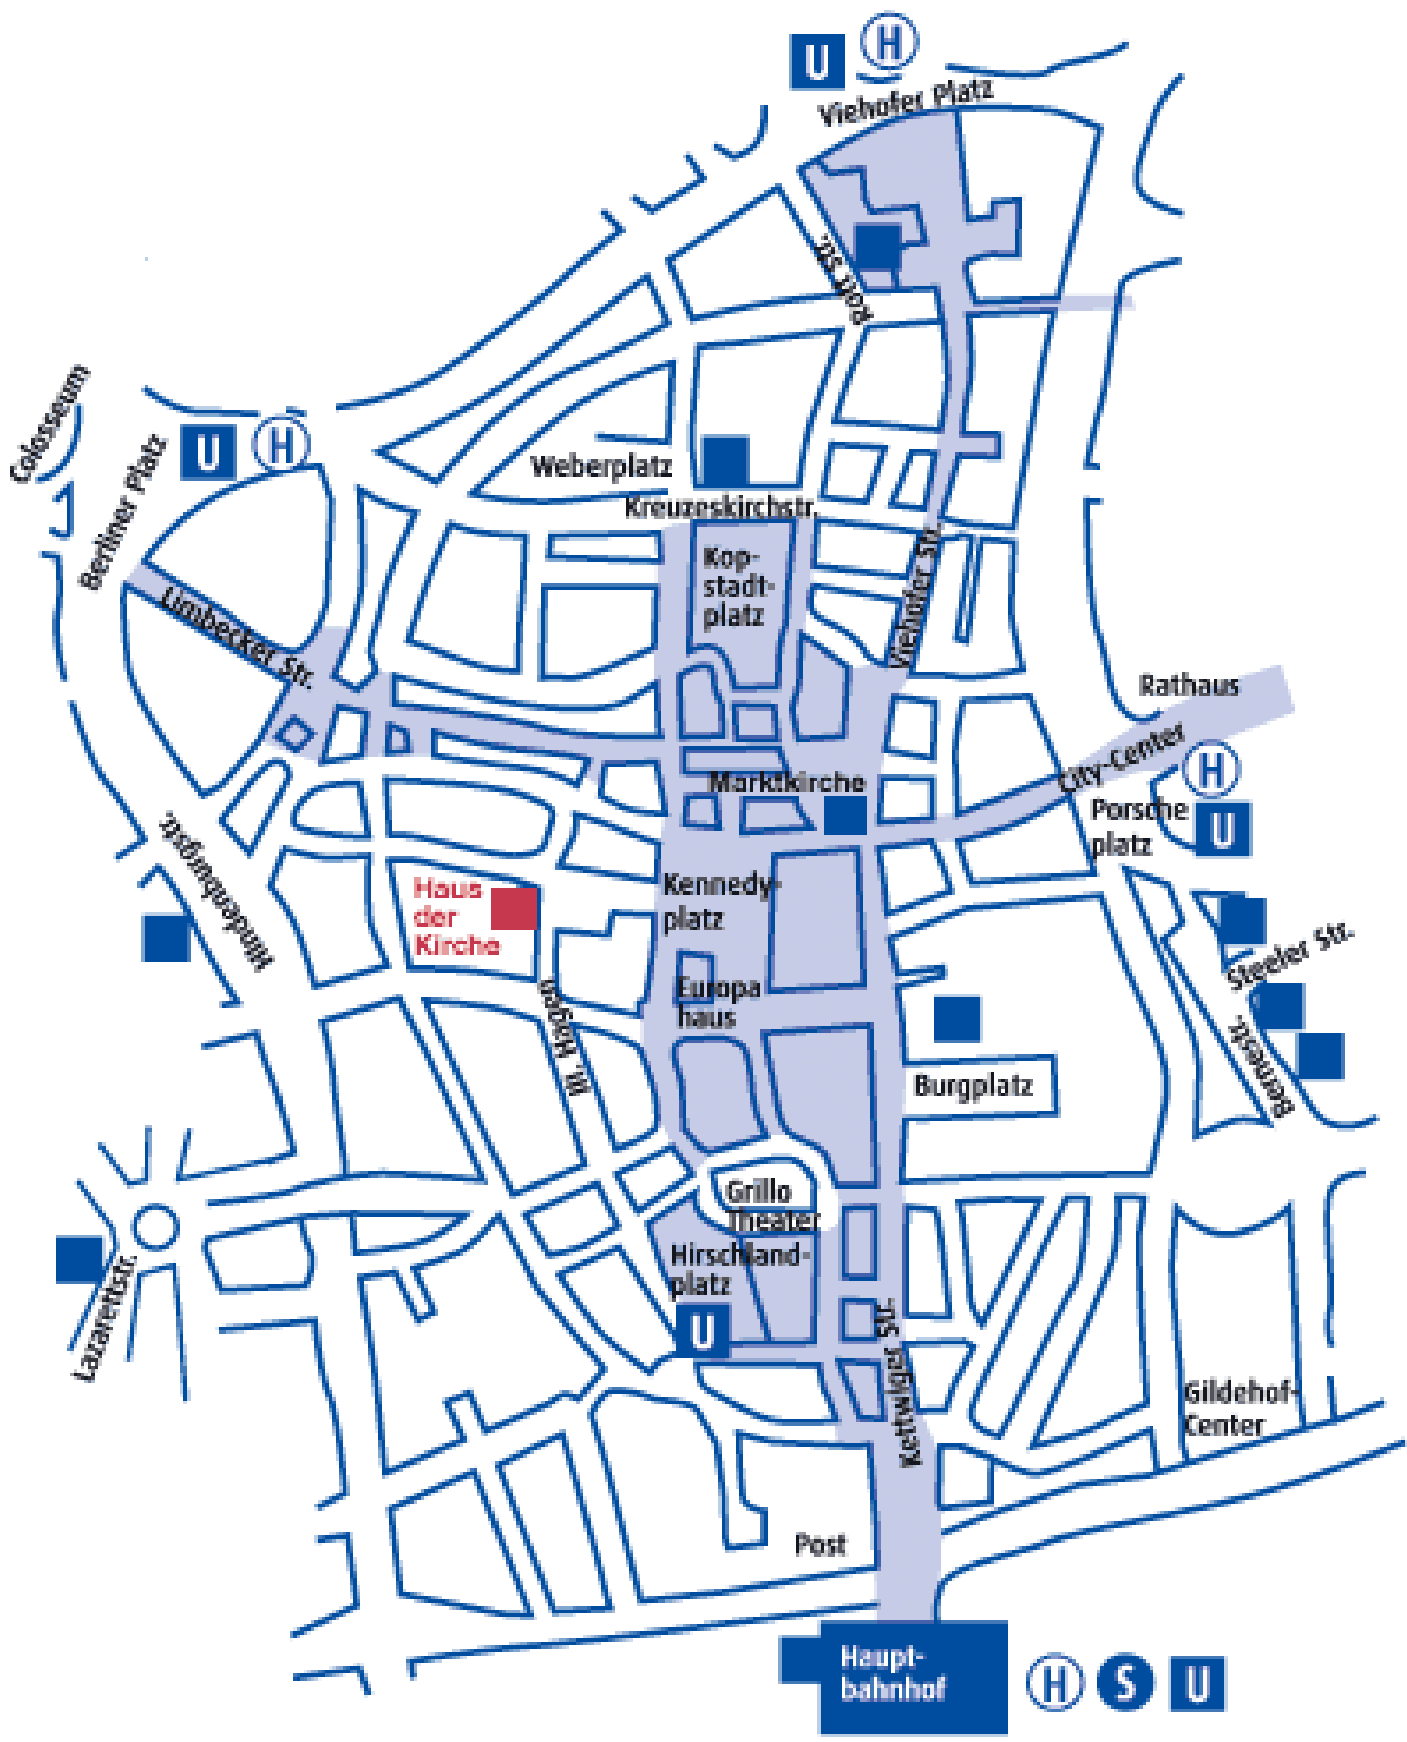 U H
Viehofer Platz
Rott str.
Colosseum
Berliner Platz
U H
Weberplatz
Kreuzeskirchstr.
Kop-
stadt-
platz
Viehofer Str.
Limbecker Str.
Rathaus
City-Center
H
Marktkirche
Porsche
platz
U
Hindenburgstr.
Haus
der
Kirche
Kennedy-
platz
Steeler Str.
Europa
haus
III. Hagen
Bernestr.
Burgplatz
Grillo
Theater
Hirschland-
platz
U
Lazarettstr.
Kettwiger Str.
Gildehof-
Center
Post
Haupt-
bahnhof
H S U